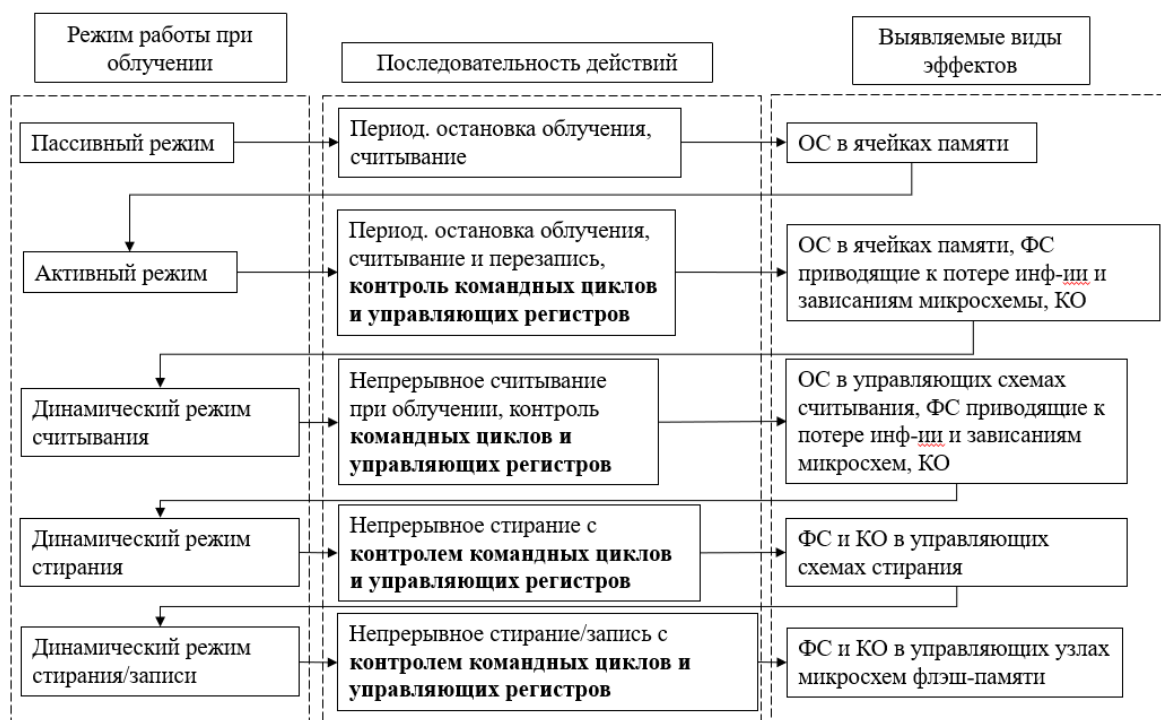 Режим работы при
облучении
Последовательность действий
Выявляемые виды
эффектов
Пассивный режим
Период. остановка облучения,
считывание
ОС в ячейках памяти
Активный режим
Период. остановка облучения,
считывание и перезапись,
контроль командных циклов
и управляющих регистров
ОС в ячейках памяти, ФС
приводящие к потере инф-ии и
зависаниям микросхемы, КО
Динамический режим
считывания
Непрерывное считывание
при облучении, контроль
командных циклов и
управляющих регистров
ОС в управляющих схемах
считывания, ФС приводящие к
потере инф-ии и зависаниям
микросхем, КО
Динамический режим
стирания
Непрерывное стирание с
контролем командных циклов
и управляющих регистров
ФС и КО в управляющих
схемах стирания
Динамический режим
стирания/записи
Непрерывное стирание/запись с
контролем командных циклов и
управляющих регистров
ФС и КО в управляющих узлах
микросхем флэш-памяти